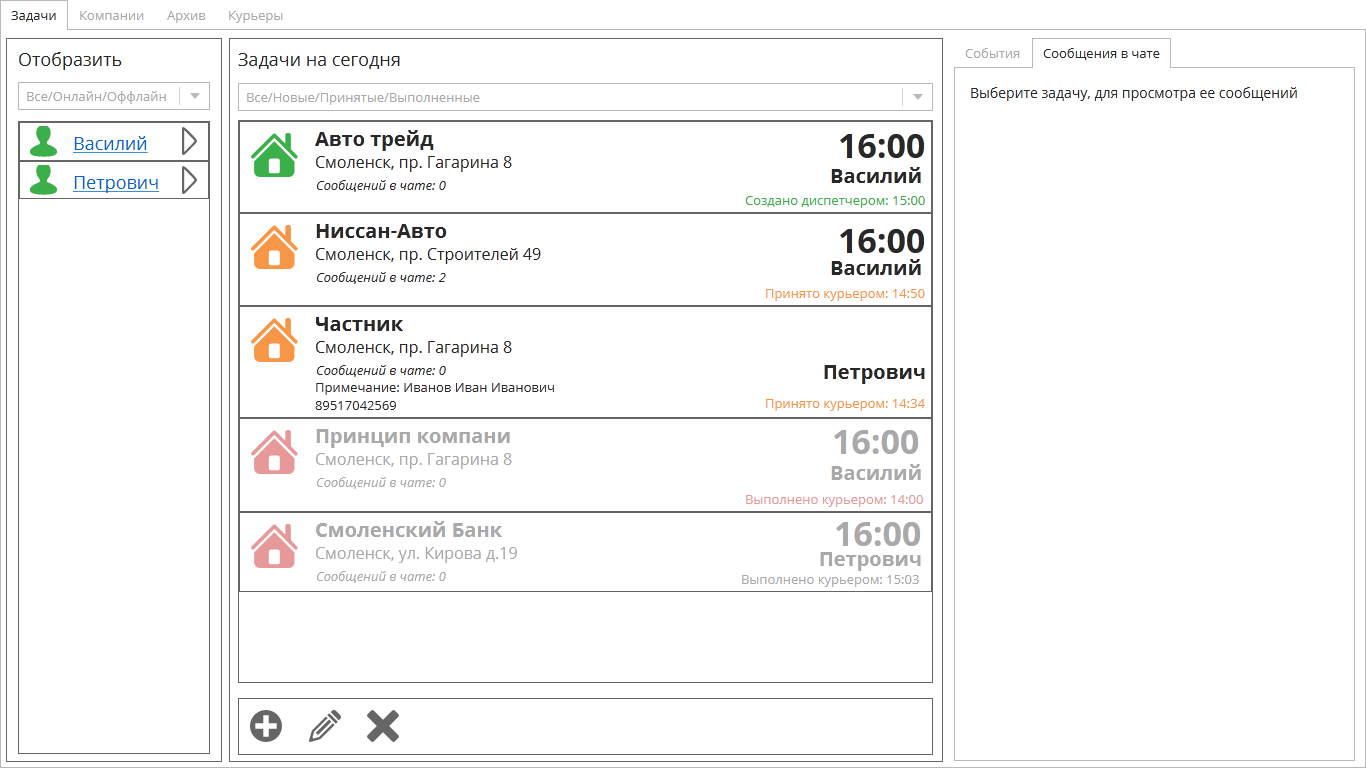 Задачи Компании Архив Курьеры
Отобразить
Все/Онлайн/Оффлайн
Василий
Петрович
Задачи на сегодня
Все/Новые/Принятые/Выполненные
Авто трейд
Смоленск, пр. Гагарина 8
Сообщений в чате: 0
16:00
Василий
Создано диспетчером: 15:00
Ниссан-Авто
Смоленск, пр. Строителей 49
Сообщений в чате: 2
16:00
Василий
Принято курьером: 14:50
Частник
Смоленск, пр. Гагарина 8
Сообщений в чате: 0
Примечание: Иванов Иван Иванович
89517042569
Петрович
Принято курьером: 14:34
Принцип компани
Смоленск, пр. Гагарина 8
Сообщений в чате: 0
16:00
Василий
Выполнено курьером: 14:00
Смоленский Банк
Смоленск, ул. Кирова д.19
Сообщений в чате: 0
16:00
Петрович
Выполнено курьером: 15:03
События Сообщения в чате
Выберите задачу, для просмотра ее сообщений